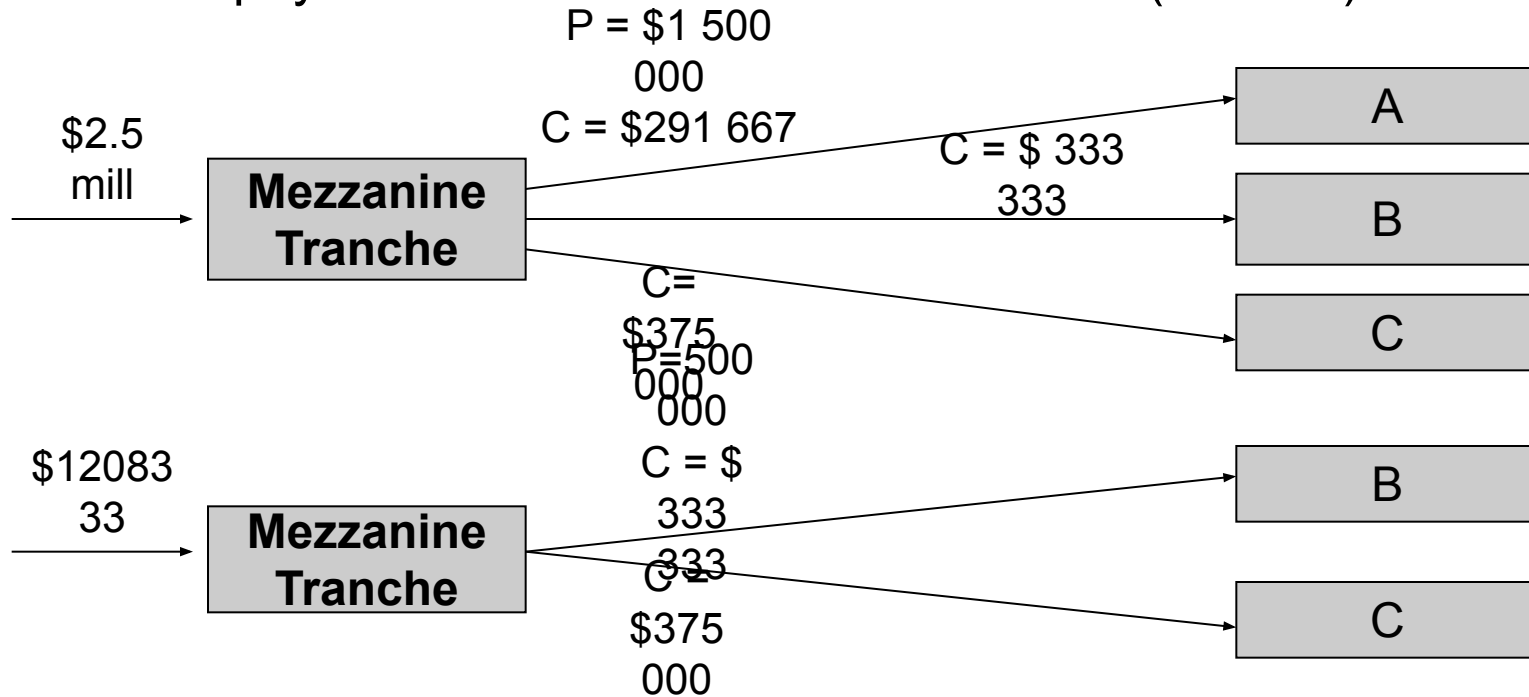 P = $1 500
000
C = $291 667
$2.5
mill
Mezzanine
Tranche
C = $ 333
333
A
B
C
C=
$375
000
P=500
000
C = $
333
333
$12083
33
Mezzanine
Tranche
C =
$375
000
B
C